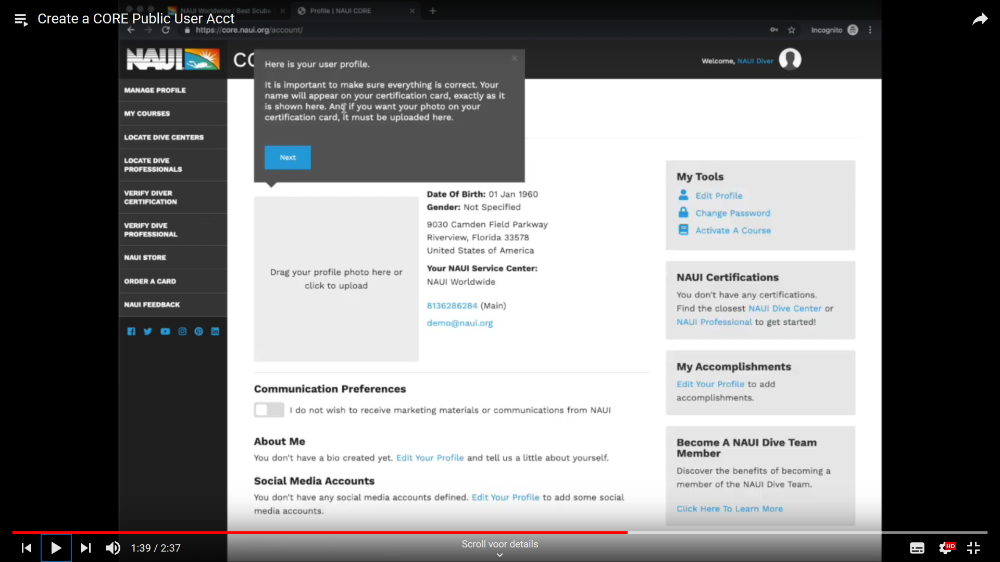 NAUI Worldwide | Best Scuba
Profile | NAUI CORE
Create a CORE Public User Acct
https://core.naui.org/account/
Incognito
NAUI
CO
Welcome, NAUI Diver
MANAGE PROFILE
MY COURSES
LOCATE DIVE CENTERS
LOCATE DIVE
PROFESSIONALS
VERIFY DIVER
CERTIFICATION
VERIFY DIVE
PROFESSIONAL
NAUI STORE
ORDER A CARD
NAUI FEEDBACK
Here is your user profile.
It is important to make sure everything is correct. Your
name will appear on your certification card, exactly as it
is shown here. And if you want your photo on your
certification card, it must be uploaded here.
Next
Drag your profile photo here or
click to upload
Date Of Birth: 01 Jan 1960
Gender: Not Specified
9030 Camden Field Parkway
Riverview, Florida 33578
United States of America
Your NAUI Service Center:
NAUI Worldwide
8136286284 (Main)
demo@naui.org
Communication Preferences
I do not wish to receive marketing materials or communications from NAUI
About Me
You don't have a bio created yet. Edit Your Profile and tell us a little about yourself.
Social Media Accounts
You don't have any social media accounts defined. Edit Your Profile to add some social
media accounts.
My Tools
Edit Profile
Change Password
Activate A Course
NAUI Certifications
You don't have any certifications.
Find the closest NAUI Dive Center or
NAUI Professional to get started!
My Accomplishments
Edit Your Profile to add
accomplishments.
Become A NAUI Dive Team
Member
Discover the benefits of becoming a
member of the NAUI Dive Team.
Click Here To Learn More
1:39 / 2:37
Scroll voor details
HD